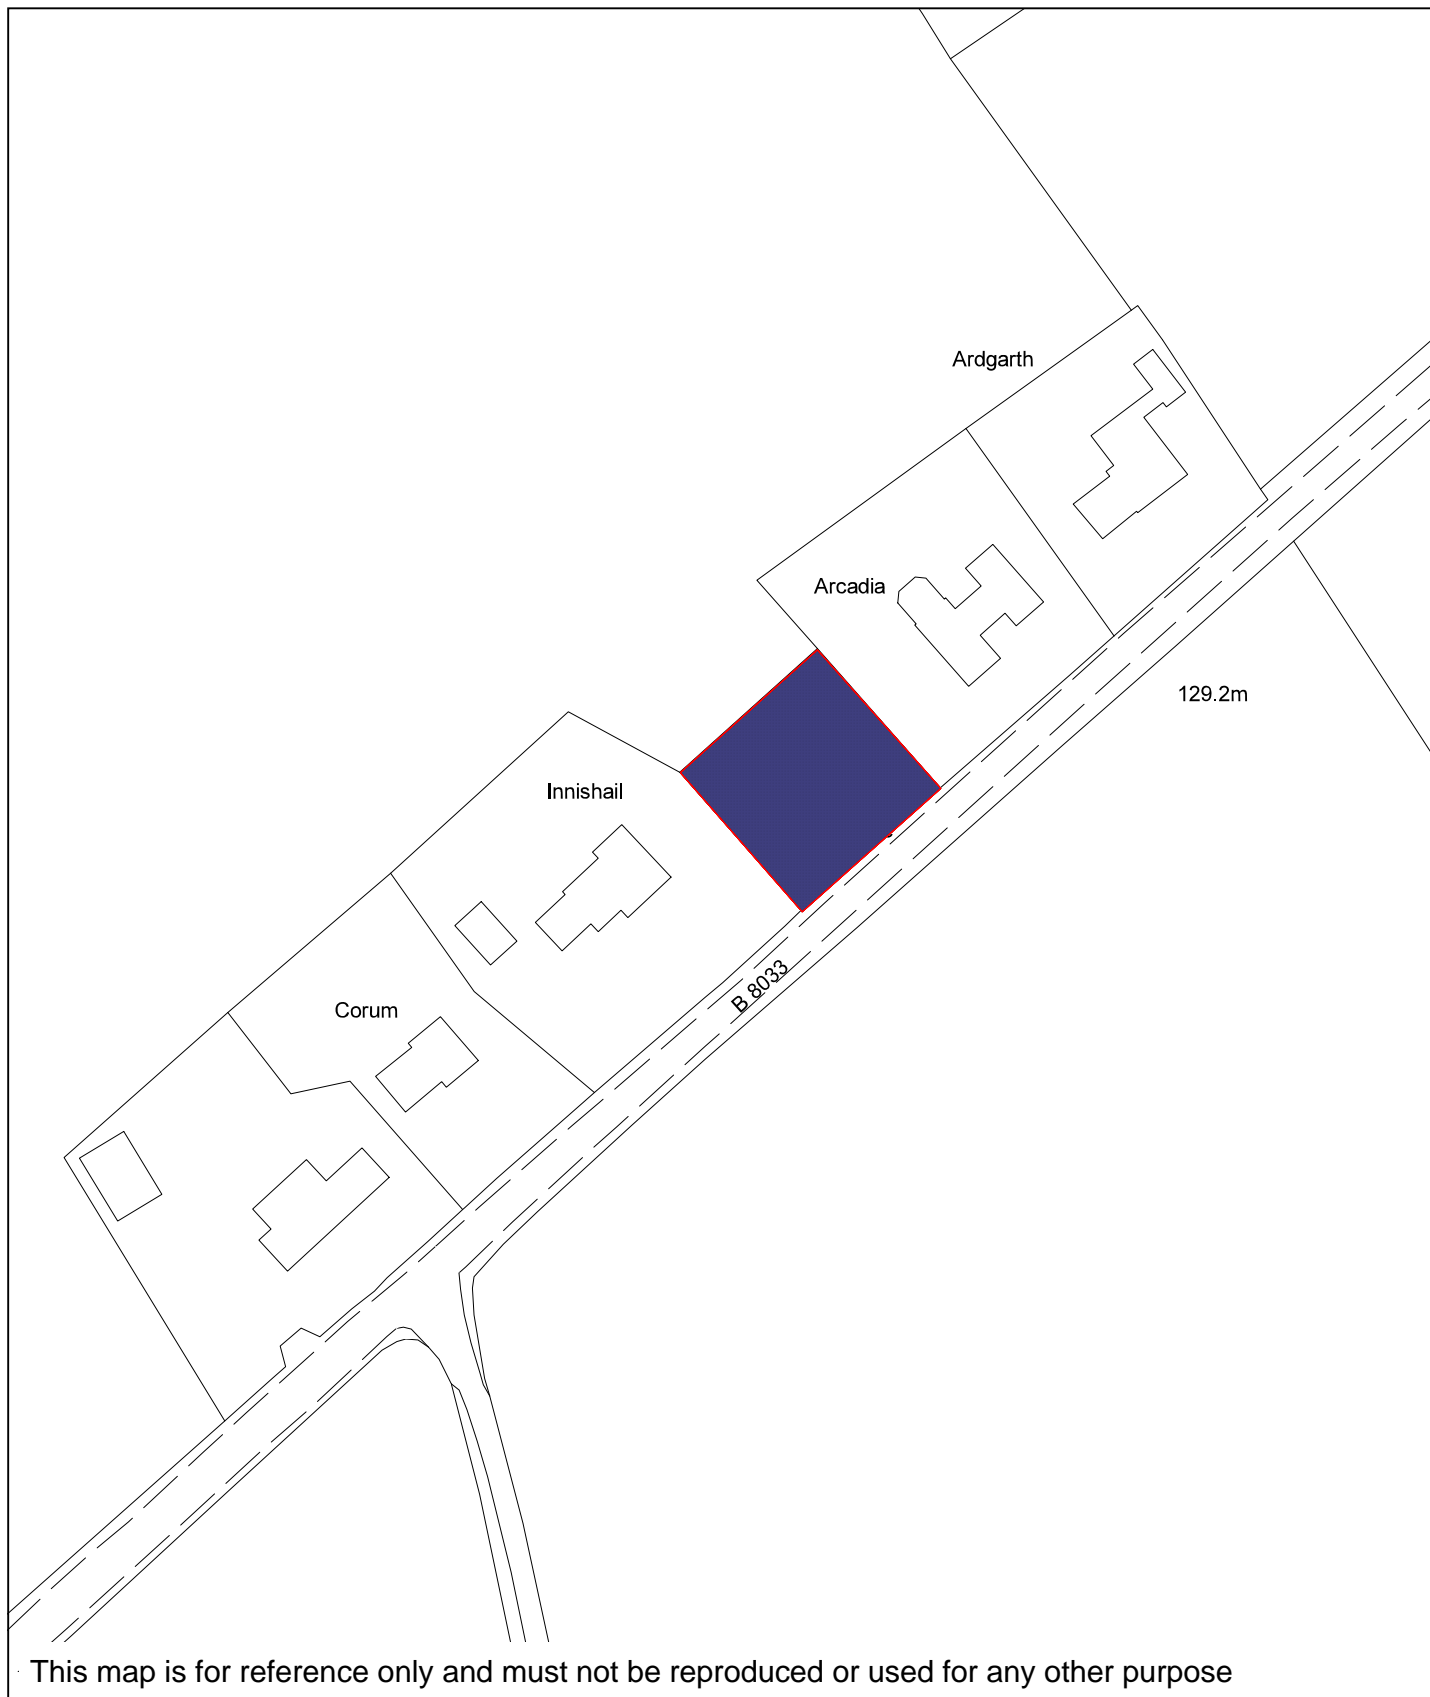 Ardgarth
Arcadia
129.2m
Innishail
B 8033
Corum
This map is for reference only and must not be reproduced or used for any other purpose